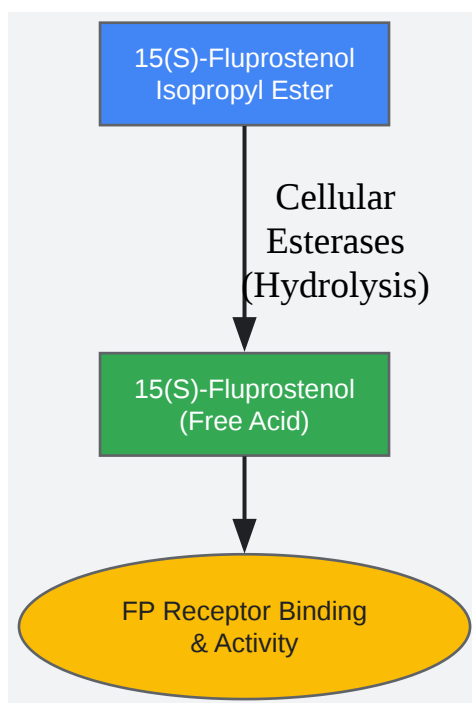 15(S)-Fluprostenol
Isopropyl Ester
Cellular
Esterases
(Hydrolysis)
15(S)-Fluprostenol
(Free Acid)
FP Receptor Binding
& Activity